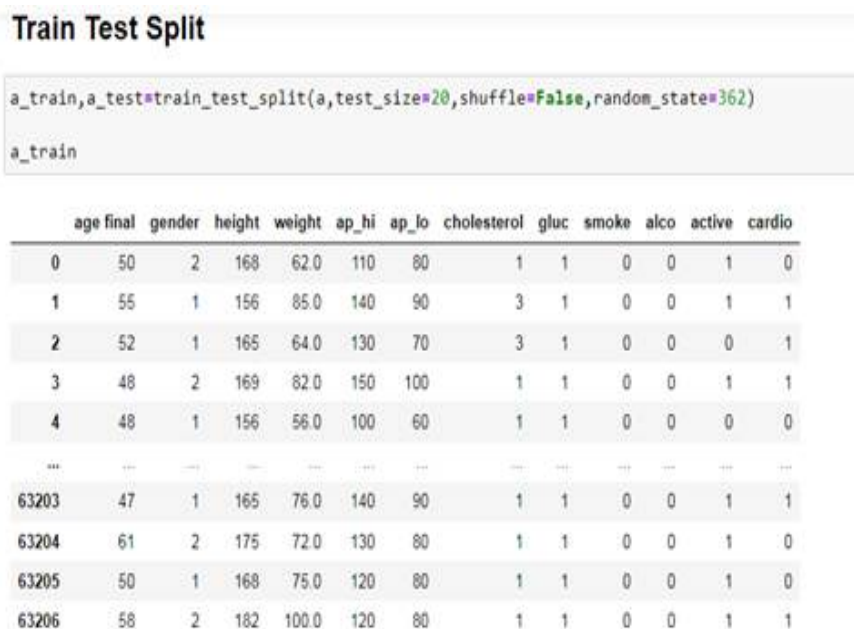 Train Test Split
a_train,a_test=train_test_split(a,test_size=20,shuffle=False,random_state=362)
a_train
age final gender height weight ap_hi ap_lo cholesterol gluc smoke alco active cardio
0 50 2 168 62.0 110 80 1 1 0 0 1 0
1 55 1 156 85.0 140 90 3 1 0 0 1 1
2 52 1 165 64.0 130 70 3 1 0 0 0 1
3 48 2 169 82.0 150 100 1 1 0 0 1 1
4 48 1 156 56.0 100 60 1 1 0 0 0 0
... ... ... ... ... ... ... ... ... ... ... ... ...
63203 47 1 165 76.0 140 90 1 1 0 0 1 1
63204 61 2 175 72.0 130 80 1 1 0 0 1 0
63205 50 1 168 75.0 120 80 1 1 0 0 1 0
63206 58 2 182 100.0 120 80 1 1 0 0 1 1